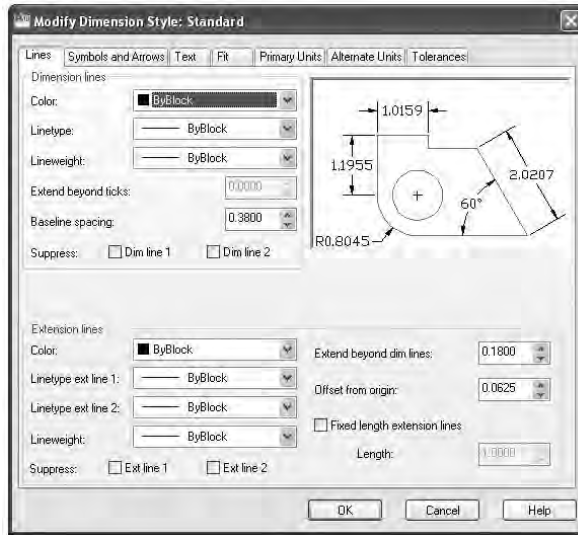 Modify Dimension Style: Standard
Lines Symbols and Arrows Text Fit Primary Units Alternate Units Tolerances
Dimension lines
Color: ByBlock
Linetype: ByBlock
Lineweight: ByBlock
Extend beyond ticks: 0.0000
Baseline spacing: 0.3800
Suppress: Dim line 1 Dim line 2
1.0159
1.1955
2.0207
60°
R0.8045
Extension lines
Color: ByBlock
Linetype ext line 1: ByBlock
Linetype ext line 2: ByBlock
Lineweight: ByBlock
Suppress: Ext line 1 Ext line 2
Extend beyond dim lines: 0.1800
Offset from origin: 0.0625
Fixed length extension lines
Length: 1.0000
OK Cancel Help